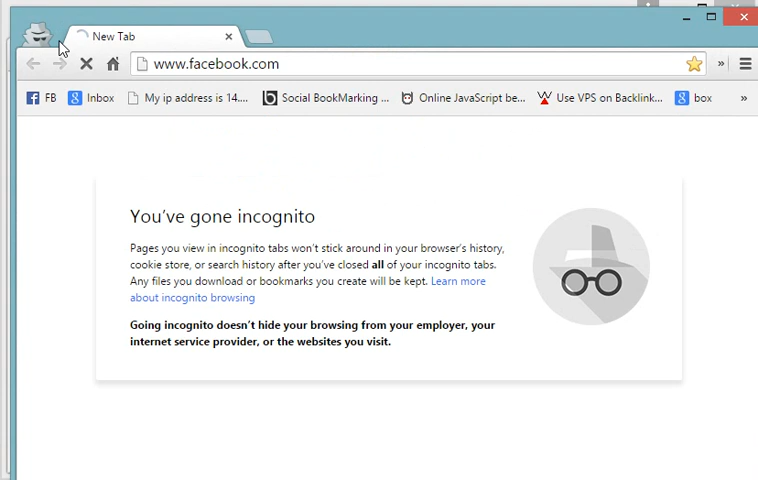 New Tab
www.facebook.com
FB Inbox My ip address is 14.... Social BookMarking ... Online JavaScript be... Use VPS on Backlink... box
You've gone incognito
Pages you view in incognito tabs won't stick around in your browser's history,
cookie store, or search history after you've closed all of your incognito tabs.
Any files you download or bookmarks you create will be kept. Learn more
about incognito browsing
Going incognito doesn't hide your browsing from your employer, your
internet service provider, or the websites you visit.